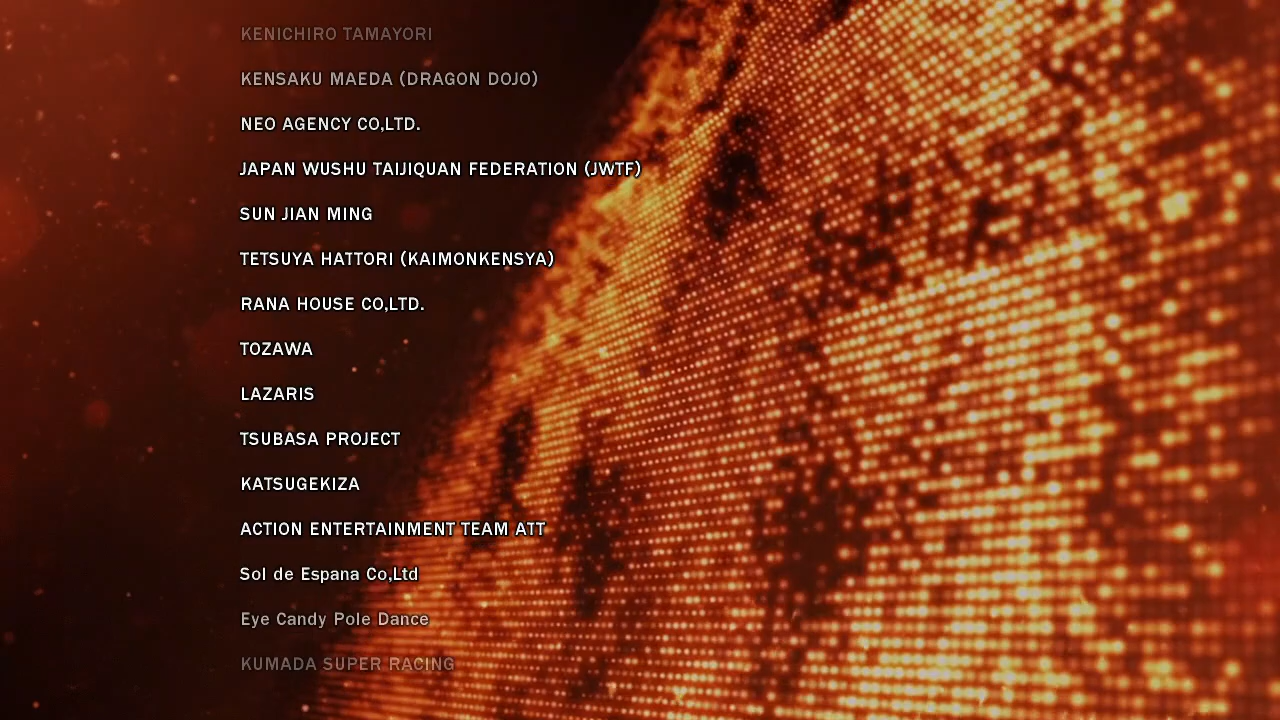 KENICHIRO TAMAYORI
KENSAKU MAEDA (DRAGON DOJO)
NEO AGENCY CO,LTD.
JAPAN WUSHU TAIJIQUAN FEDERATION (JWTF)
SUN JIAN MING
TETSUYA HATTORI (KAIMONKENSYA)
RANA HOUSE CO,LTD.
TOZAWA
LAZARIS
TSUBASA PROJECT
KATSUGEKIZA
ACTION ENTERTAINMENT TEAM ATT
Sol de Espana Co,Ltd
Eye Candy Pole Dance
KUMADA SUPER RACING